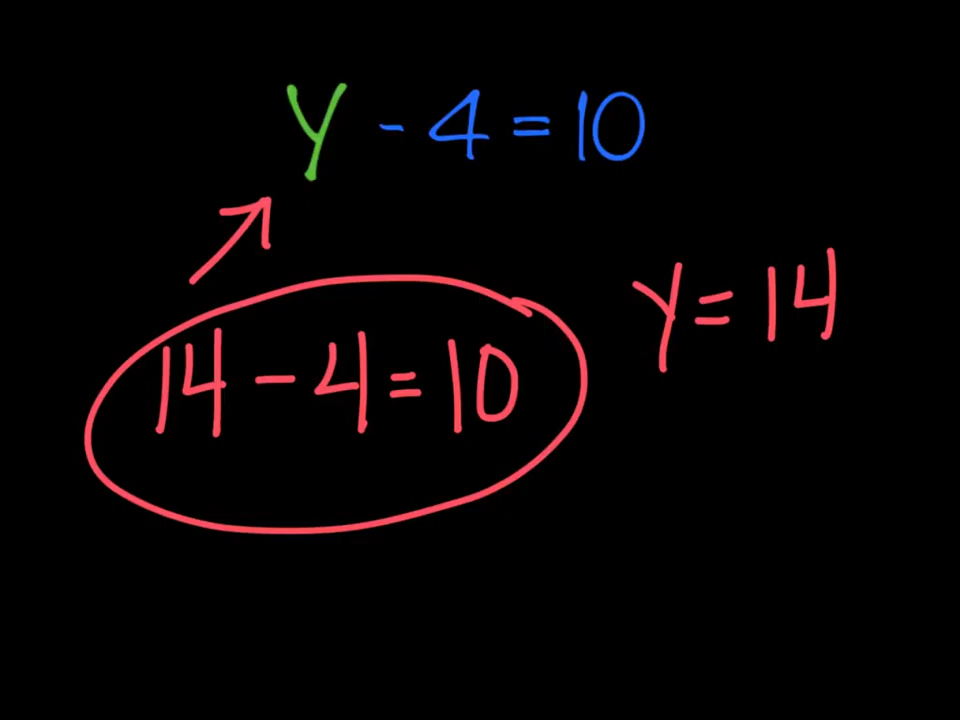 y - 4 = 10
y = 14
14 - 4 = 10